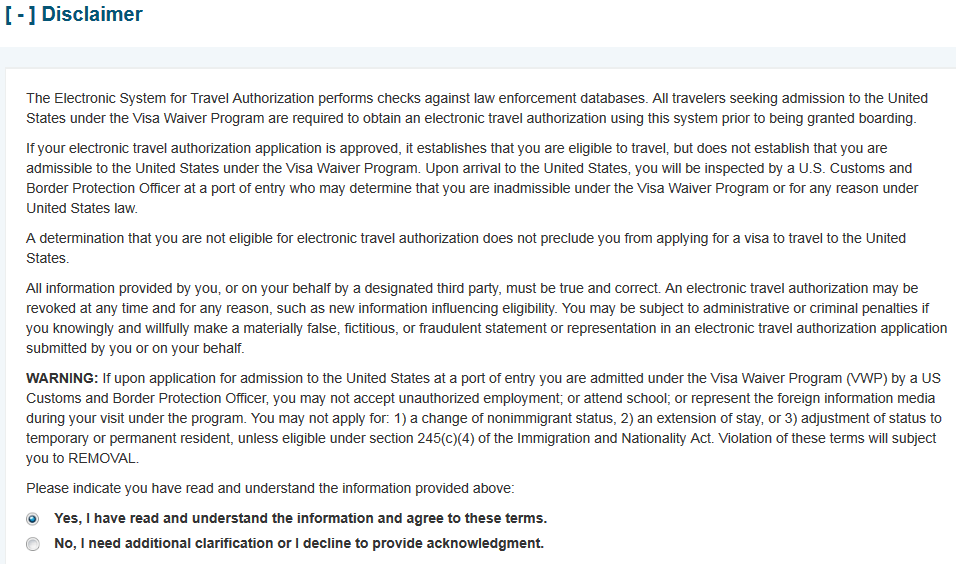 [ - ] Disclaimer
The Electronic System for Travel Authorization performs checks against law enforcement databases. All travelers seeking admission to the United
States under the Visa Waiver Program are required to obtain an electronic travel authorization using this system prior to being granted boarding.
If your electronic travel authorization application is approved, it establishes that you are eligible to travel, but does not establish that you are
admissible to the United States under the Visa Waiver Program. Upon arrival to the United States, you will be inspected by a U.S. Customs and
Border Protection Officer at a port of entry who may determine that you are inadmissible under the Visa Waiver Program or for any reason under
United States law.
A determination that you are not eligible for electronic travel authorization does not preclude you from applying for a visa to travel to the United
States.
All information provided by you, or on your behalf by a designated third party, must be true and correct. An electronic travel authorization may be
revoked at any time and for any reason, such as new information influencing eligibility. You may be subject to administrative or criminal penalties if
you knowingly and willfully make a materially false, fictitious, or fraudulent statement or representation in an electronic travel authorization application
submitted by you or on your behalf.
WARNING: If upon application for admission to the United States at a port of entry you are admitted under the Visa Waiver Program (VWP) by a US
Customs and Border Protection Officer, you may not accept unauthorized employment; or attend school; or represent the foreign information media
during your visit under the program. You may not apply for: 1) a change of nonimmigrant status, 2) an extension of stay, or 3) adjustment of status to
temporary or permanent resident, unless eligible under section 245(c)(4) of the Immigration and Nationality Act. Violation of these terms will subject
you to REMOVAL.
Please indicate you have read and understand the information provided above:
Yes, I have read and understand the information and agree to these terms.
No, I need additional clarification or I decline to provide acknowledgment.